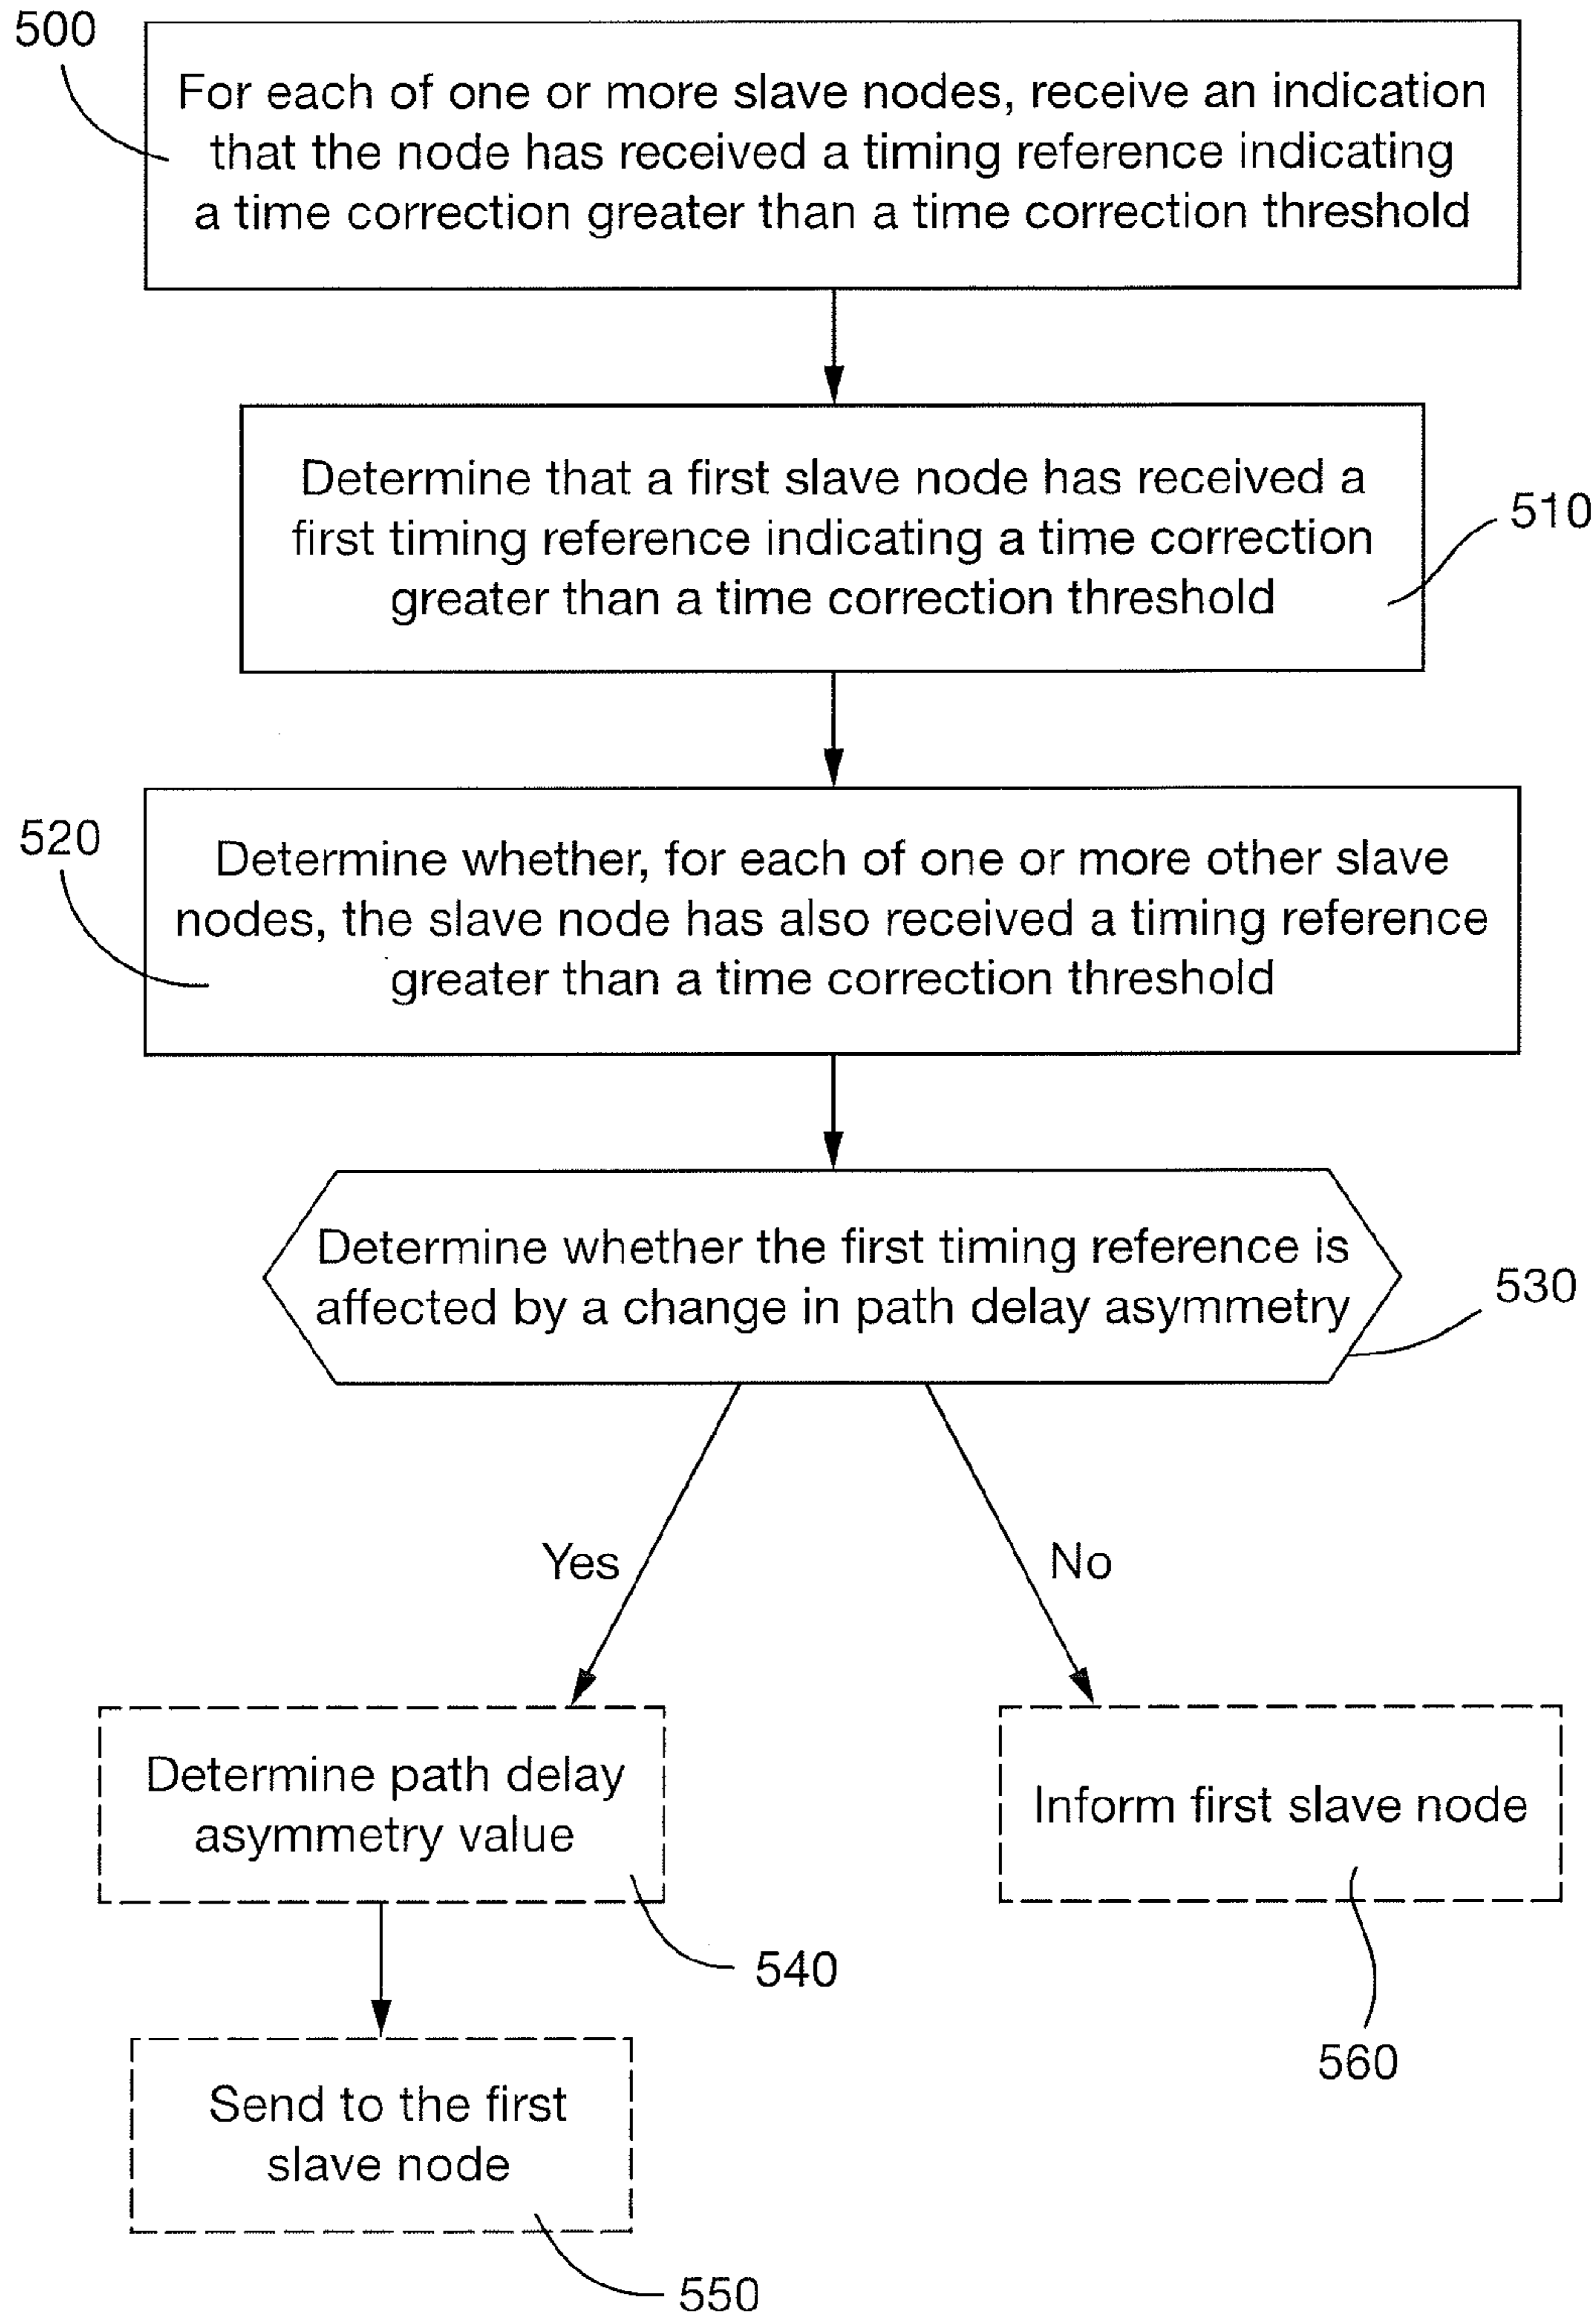 500
For each of one or more slave nodes, receive an indication
that the node has received a timing reference indicating
a time correction greater than a time correction threshold
Determine that a first slave node has received a
first timing reference indicating a time correction
greater than a time correction threshold
510
520
Determine whether, for each of one or more other slave
nodes, the slave node has also received a timing reference
greater than a time correction threshold
Determine whether the first timing reference is
affected by a change in path delay asymmetry
530
Yes
No
Determine path delay
asymmetry value
540
Inform first slave node
560
Send to the first
slave node
550